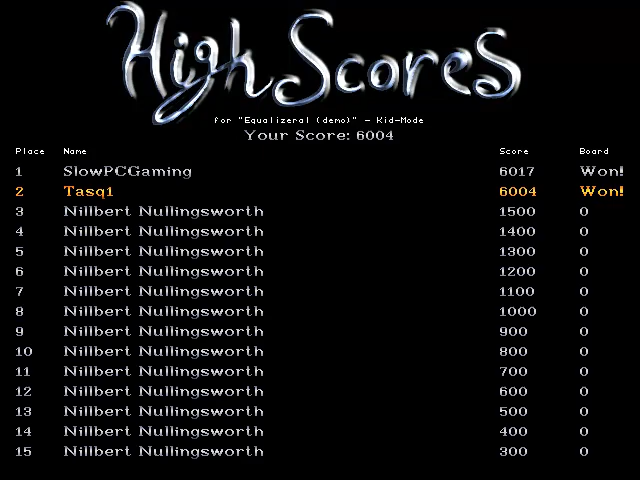 High Scores
for "Equalizeral (demo)" - Kid-Mode
Your Score: 6004
Place Name Score Board
1 SlowPCGaming 6017 Won!
2 Tasq1 6004 Won!
3 Nillbert Nullingsworth 1500 0
4 Nillbert Nullingsworth 1400 0
5 Nillbert Nullingsworth 1300 0
6 Nillbert Nullingsworth 1200 0
7 Nillbert Nullingsworth 1100 0
8 Nillbert Nullingsworth 1000 0
9 Nillbert Nullingsworth 900 0
10 Nillbert Nullingsworth 800 0
11 Nillbert Nullingsworth 700 0
12 Nillbert Nullingsworth 600 0
13 Nillbert Nullingsworth 500 0
14 Nillbert Nullingsworth 400 0
15 Nillbert Nullingsworth 300 0